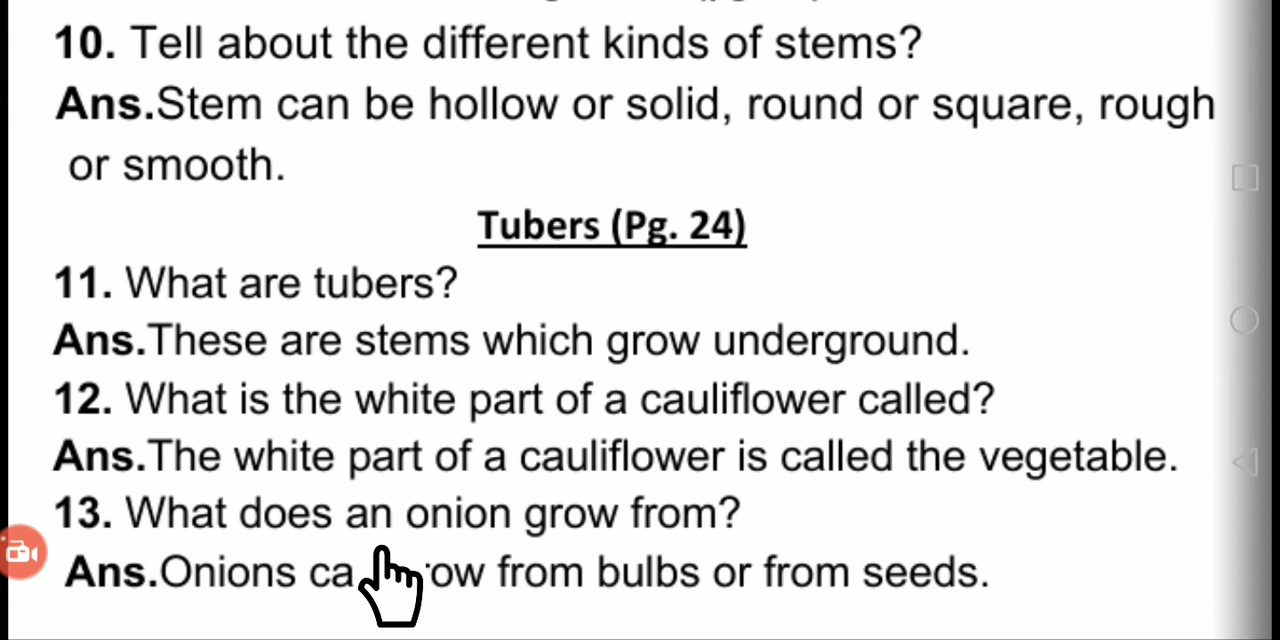 10. Tell about the different kinds of stems?
Ans.Stem can be hollow or solid, round or square, rough
or smooth.
Tubers (Pg. 24)
11. What are tubers?
Ans.These are stems which grow underground.
12. What is the white part of a cauliflower called?
Ans.The white part of a cauliflower is called the vegetable.
13. What does an onion grow from?
Ans.Onions from bulbs or from seeds.